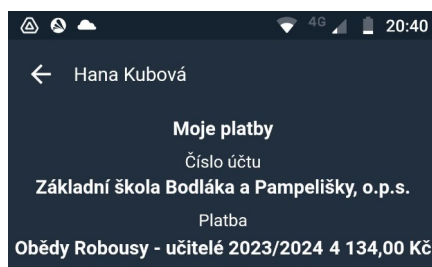 4G 20:40
Hana Kubová
Moje platby
Číslo účtu
Základní škola Bodláka a Pampelišky, o.p.s.
Platba
Obědy Robousy - učitelé 2023/2024 4 134,00 Kč